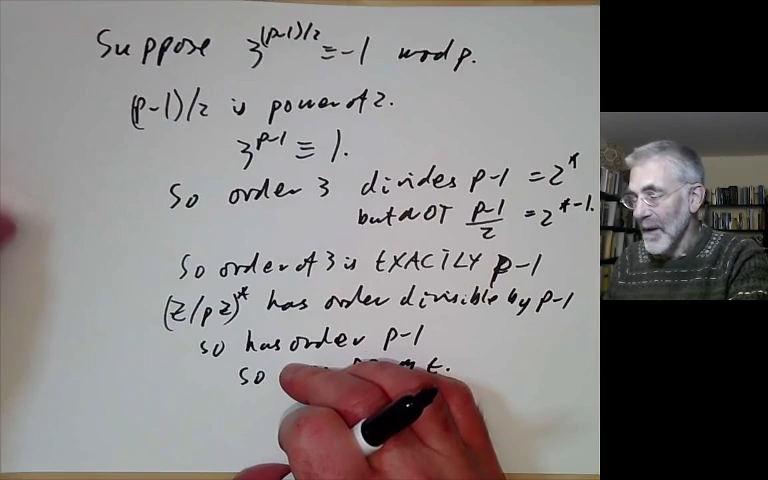 Suppose 3^(p-1)/2 ≡ -1 mod p.
(p-1)/2 is power of 2.
3^p-1 ≡ 1.
So order 3 divides p-1 = 2^*
but NOT p-1/2 = 2^*-1.
So order of 3 is EXACTLY p-1
(Z/pZ)^* has order divisible by p-1
so has order p-1
so